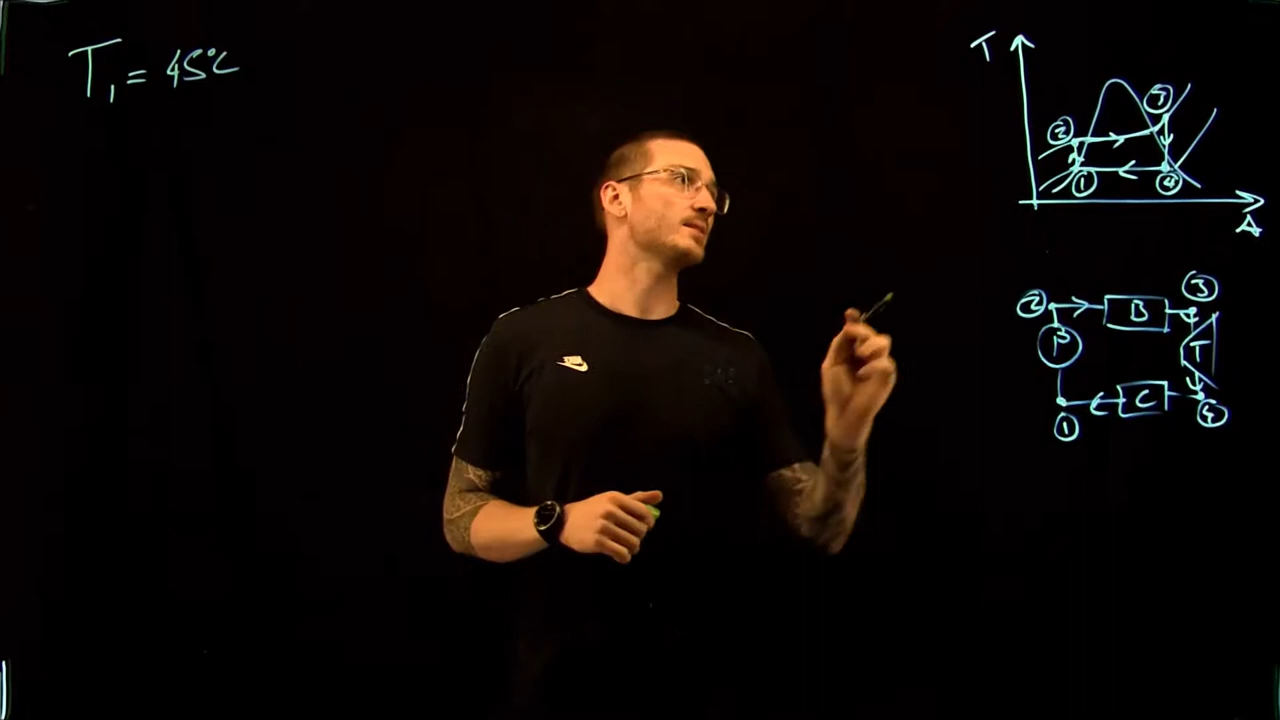 T₁ = 45°C
T
③
②
①
④
③
②
B
P
T
C
④
①